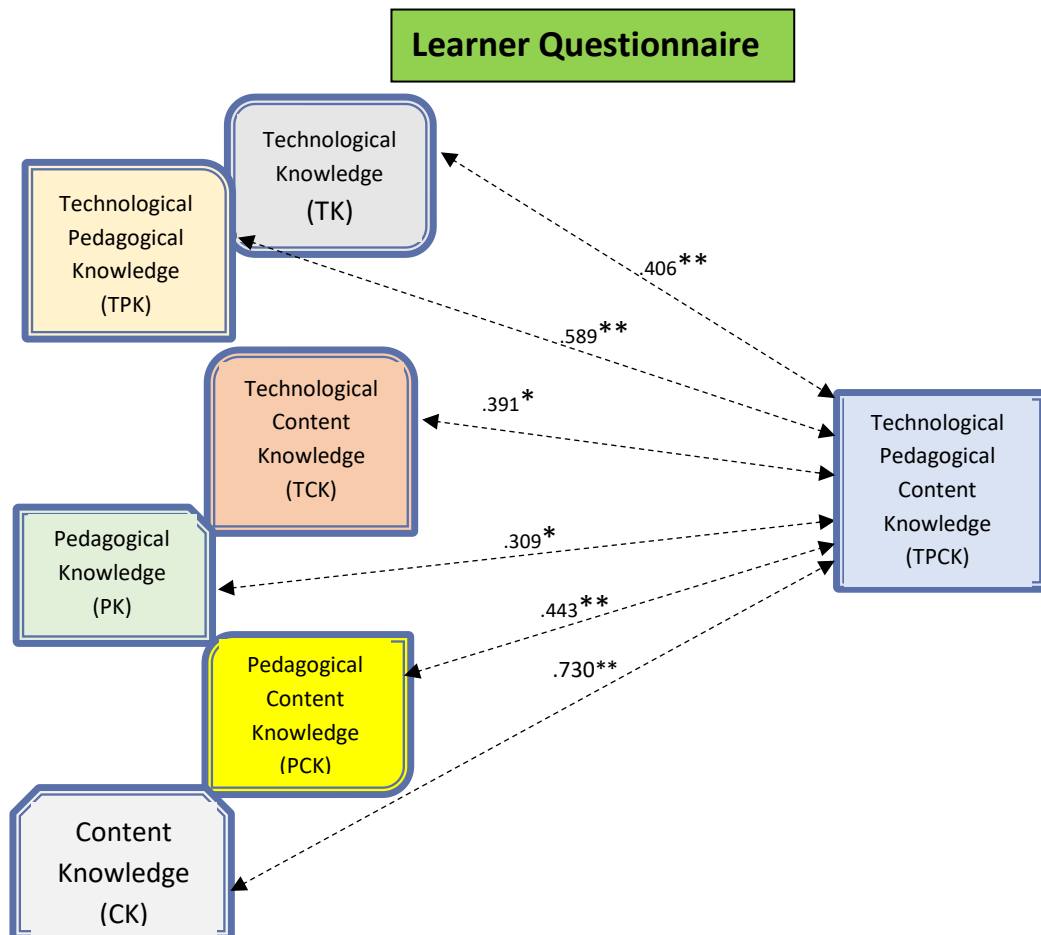 Learner Questionnaire
Technological
Knowledge
(TK)
Technological
Pedagogical
Knowledge
(TPK)
.406**
.589**
Technological
Content
Knowledge
(TCK)
.391*
Technological
Pedagogical
Content
Knowledge
(TPCK)
Pedagogical
Knowledge
(PK)
.309*
.443**
Pedagogical
Content
Knowledge
(PCK)
.730**
Content
Knowledge
(CK)